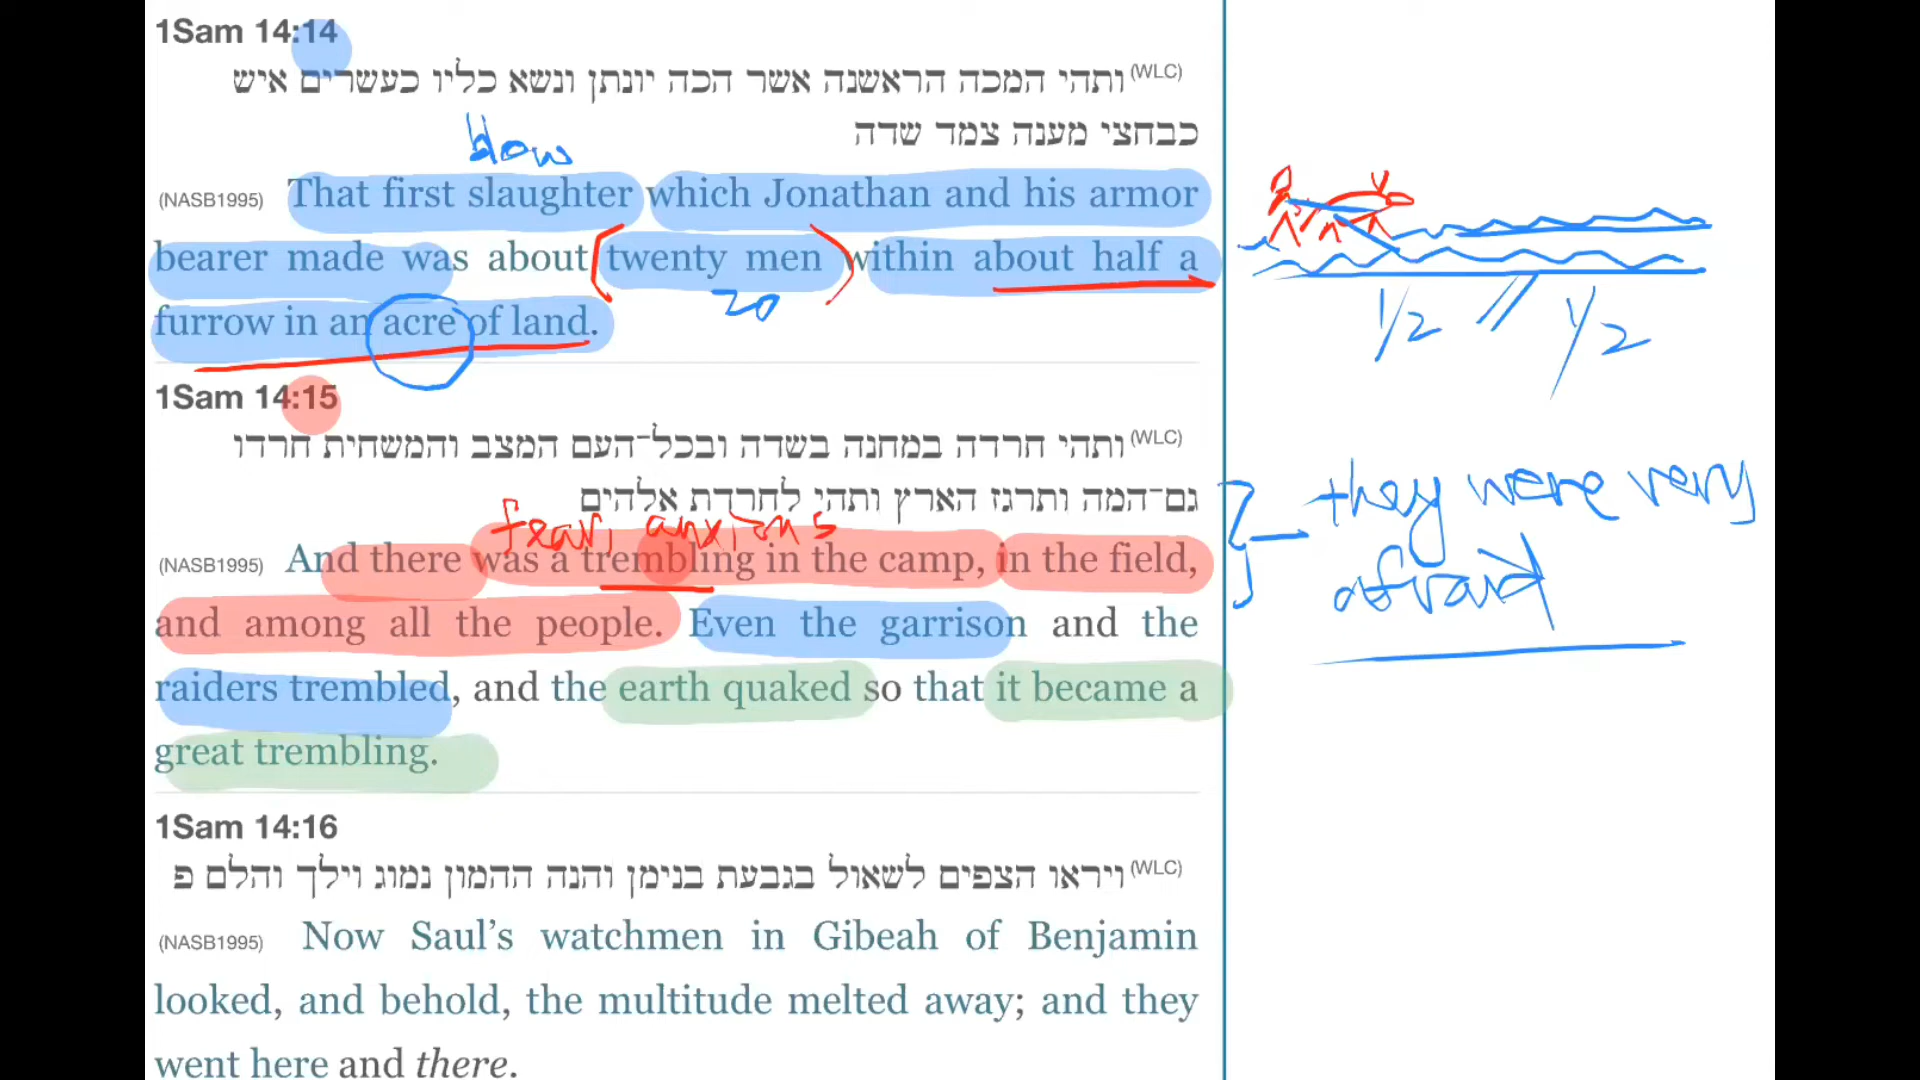 1Sam 14:14
ותהי המכה הראשנה אשר הכה יונתן ונשא כליו כעשרים איש (WLC)
כבחצי מענה צמד שדה
blow
(NASB1995) That first slaughter which Jonathan and his armor
bearer made was about twenty men within about half a
20
furrow in an acre of land.
1/2 // 1/2
1Sam 14:15
ותהי חרדה במחנה בשדה ובכל־העם המצב והמשחית חרדו (WLC)
גם־המה ותרגז הארץ ותהי לחרדת אלהים
fear, anxious
they were very
afraid
(NASB1995) And there was a trembling in the camp, in the field,
and among all the people. Even the garrison and the
raiders trembled, and the earth quaked so that it became a
great trembling.
1Sam 14:16
ויראו הצפים לשאול בגבעת בנימן והנה ההמון נמוג וילך והלם פ (WLC)
(NASB1995) Now Saul’s watchmen in Gibeah of Benjamin
looked, and behold, the multitude melted away; and they
went here and there.